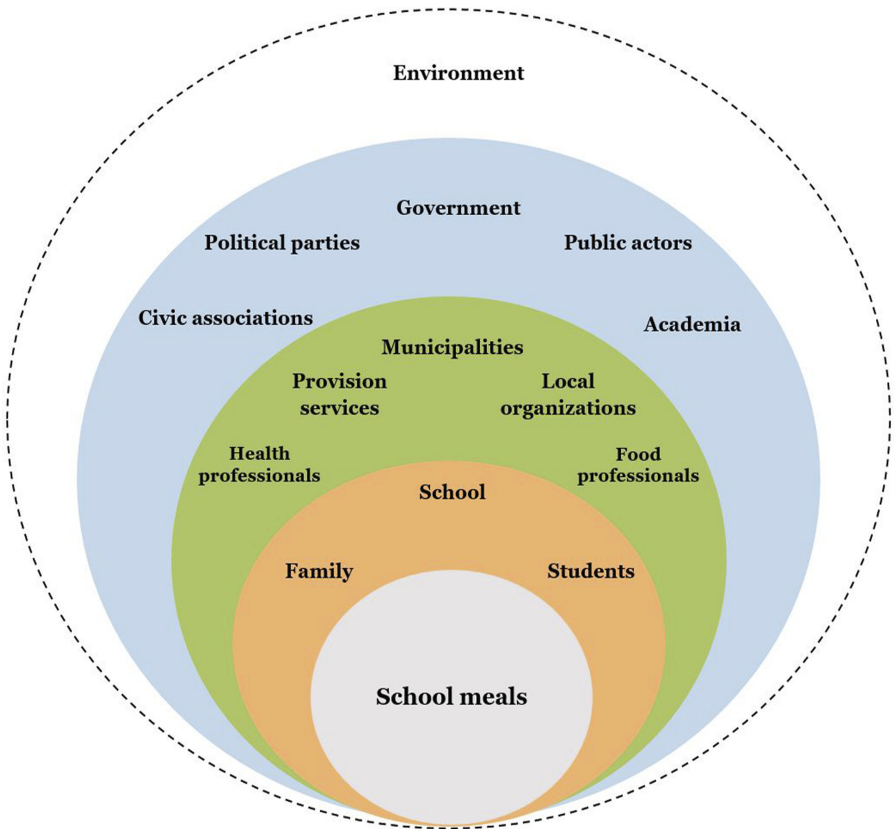 Environment
Government
Political parties
Public actors
Civic associations
Academia
Municipalities
Provision
services
Local
organizations
Health
professionals
Food
professionals
School
Family
Students
School meals